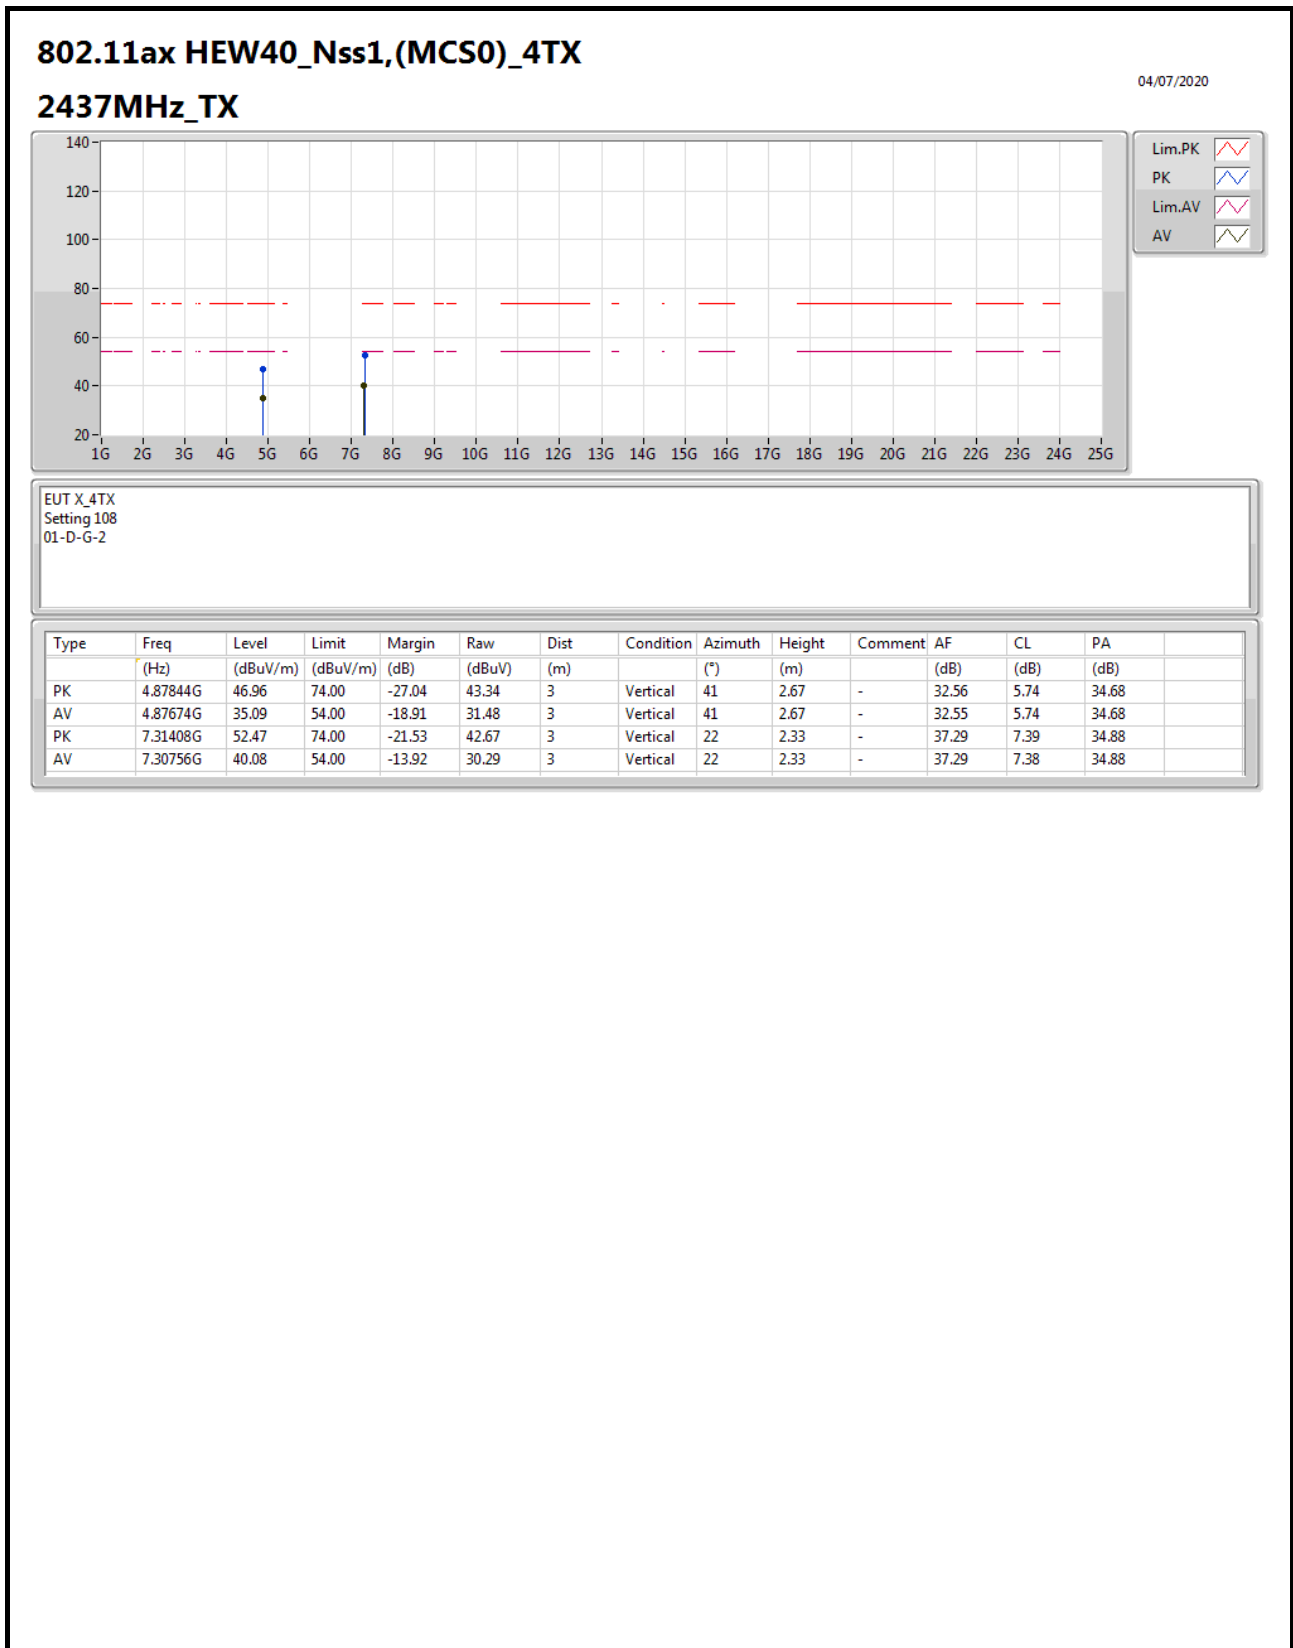 802.11ax HEW40_Nss1,(MCS0)_4TX
04/07/2020
2437MHz_TX
140
120
100
80
60
40
20
1G 2G 3G 4G 5G 6G 7G 8G 9G 10G 11G 12G 13G 14G 15G 16G 17G 18G 19G 20G 21G 22G 23G 24G 25G
Lim.PK
PK
Lim.AV
AV
EUT X_4TX
Setting 108
01-D-G-2
Type Freq Level Limit Margin Raw Dist Condition Azimuth Height Comment AF CL PA
(Hz) (dBuV/m) (dBuV/m) (dB) (dBuV) (m) (°) (m) (dB) (dB) (dB)
PK 4.87844G 46.96 74.00 -27.04 43.34 3 Vertical 41 2.67 - 32.56 5.74 34.68
AV 4.87674G 35.09 54.00 -18.91 31.48 3 Vertical 41 2.67 - 32.55 5.74 34.68
PK 7.31408G 52.47 74.00 -21.53 42.67 3 Vertical 22 2.33 - 37.29 7.39 34.88
AV 7.30756G 40.08 54.00 -13.92 30.29 3 Vertical 22 2.33 - 37.29 7.38 34.88